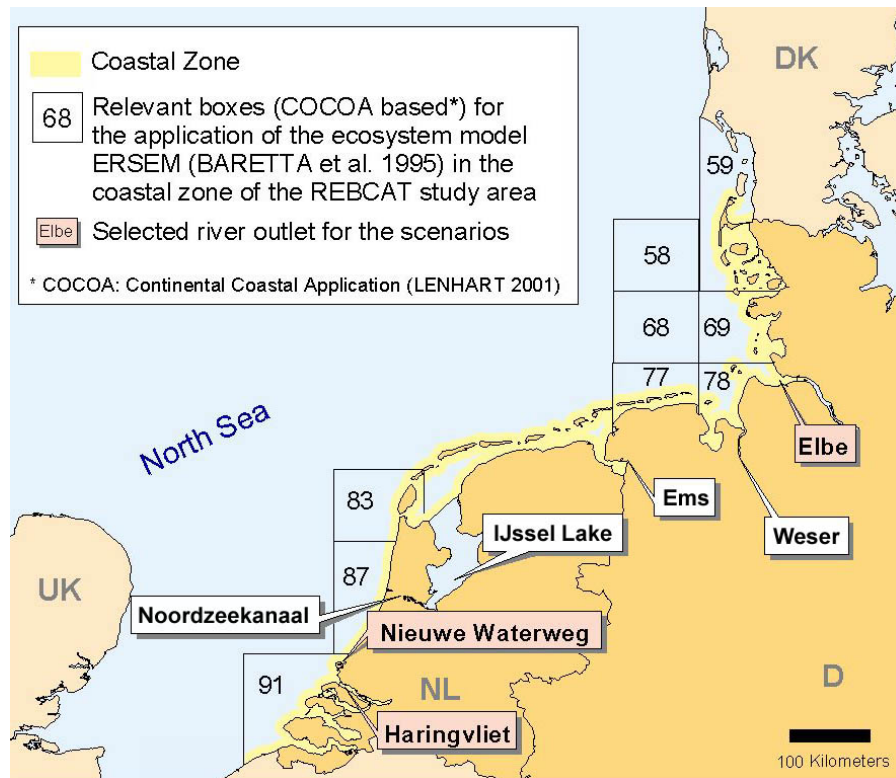 Coastal Zone
68
Relevant boxes (COCOA based*) for
the application of the ecosystem model
ERSEM (BARETTA et al. 1995) in the
coastal zone of the REBCAT study area
Elbe
Selected river outlet for the scenarios
* COCOA: Continental Coastal Application (LENHART 2001)
DK
59
58
68
69
77
78
North Sea
Elbe
Ems
Weser
83
IJssel Lake
87
UK
Noordzeekanaal
Nieuwe Waterweg
91
NL
D
Haringvliet
100 Kilometers